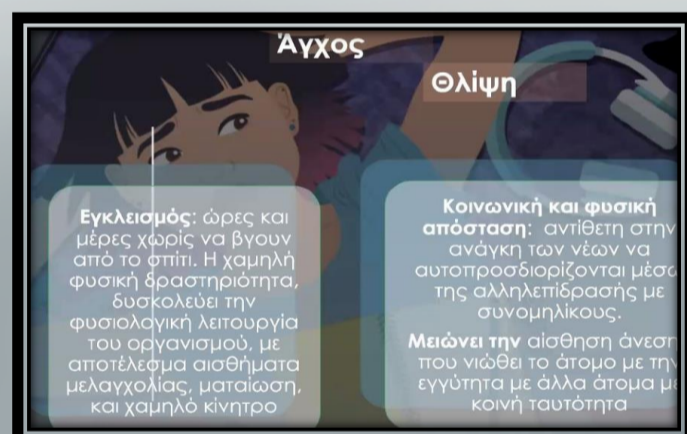 Άγχος
Θλίψη
Εγκλεισμός: ώρες και
μέρες χωρίς να βγουν
από το σπίτι. Η χαμηλή
φυσική δραστηριότητα,
δυσκολεύει την
φυσιολογική λειτουργία
του οργανισμού, με
αποτέλεσμα αισθήματα
μελαγχολίας, ματαίωση,
και χαμηλό κίνητρο
Κοινωνική και φυσική
απόσταση: αντίθετη στην
ανάγκη των νέων να
αυτοπροσδιορίζονται μέσω
της αλληλεπίδρασής με
συνομηλίκους.
Μειώνει την αίσθηση άνεση
που νιώθει το άτομο με την
εγγύτητα με άλλα άτομα με
κοινή ταυτότητα